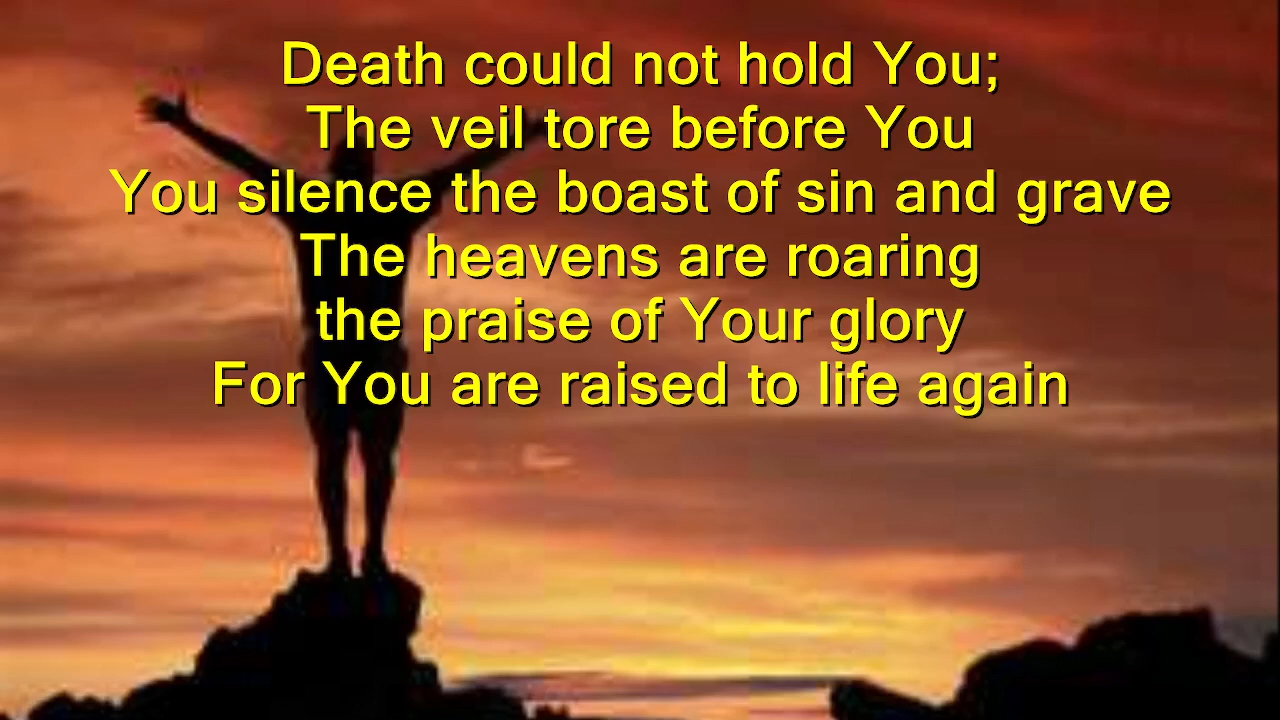 Death could not hold You;
The veil tore before You
You silence the boast of sin and grave
The heavens are roaring
the praise of Your glory
For You are raised to life again